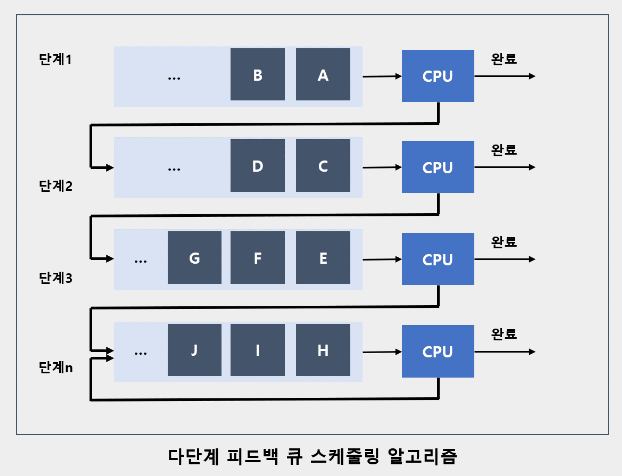 단계1
... B A
CPU
완료
단계2
... D C
CPU
완료
단계3
... G F E
CPU
완료
단계n
... J I H
CPU
완료
다단계 피드백 큐 스케줄링 알고리즘